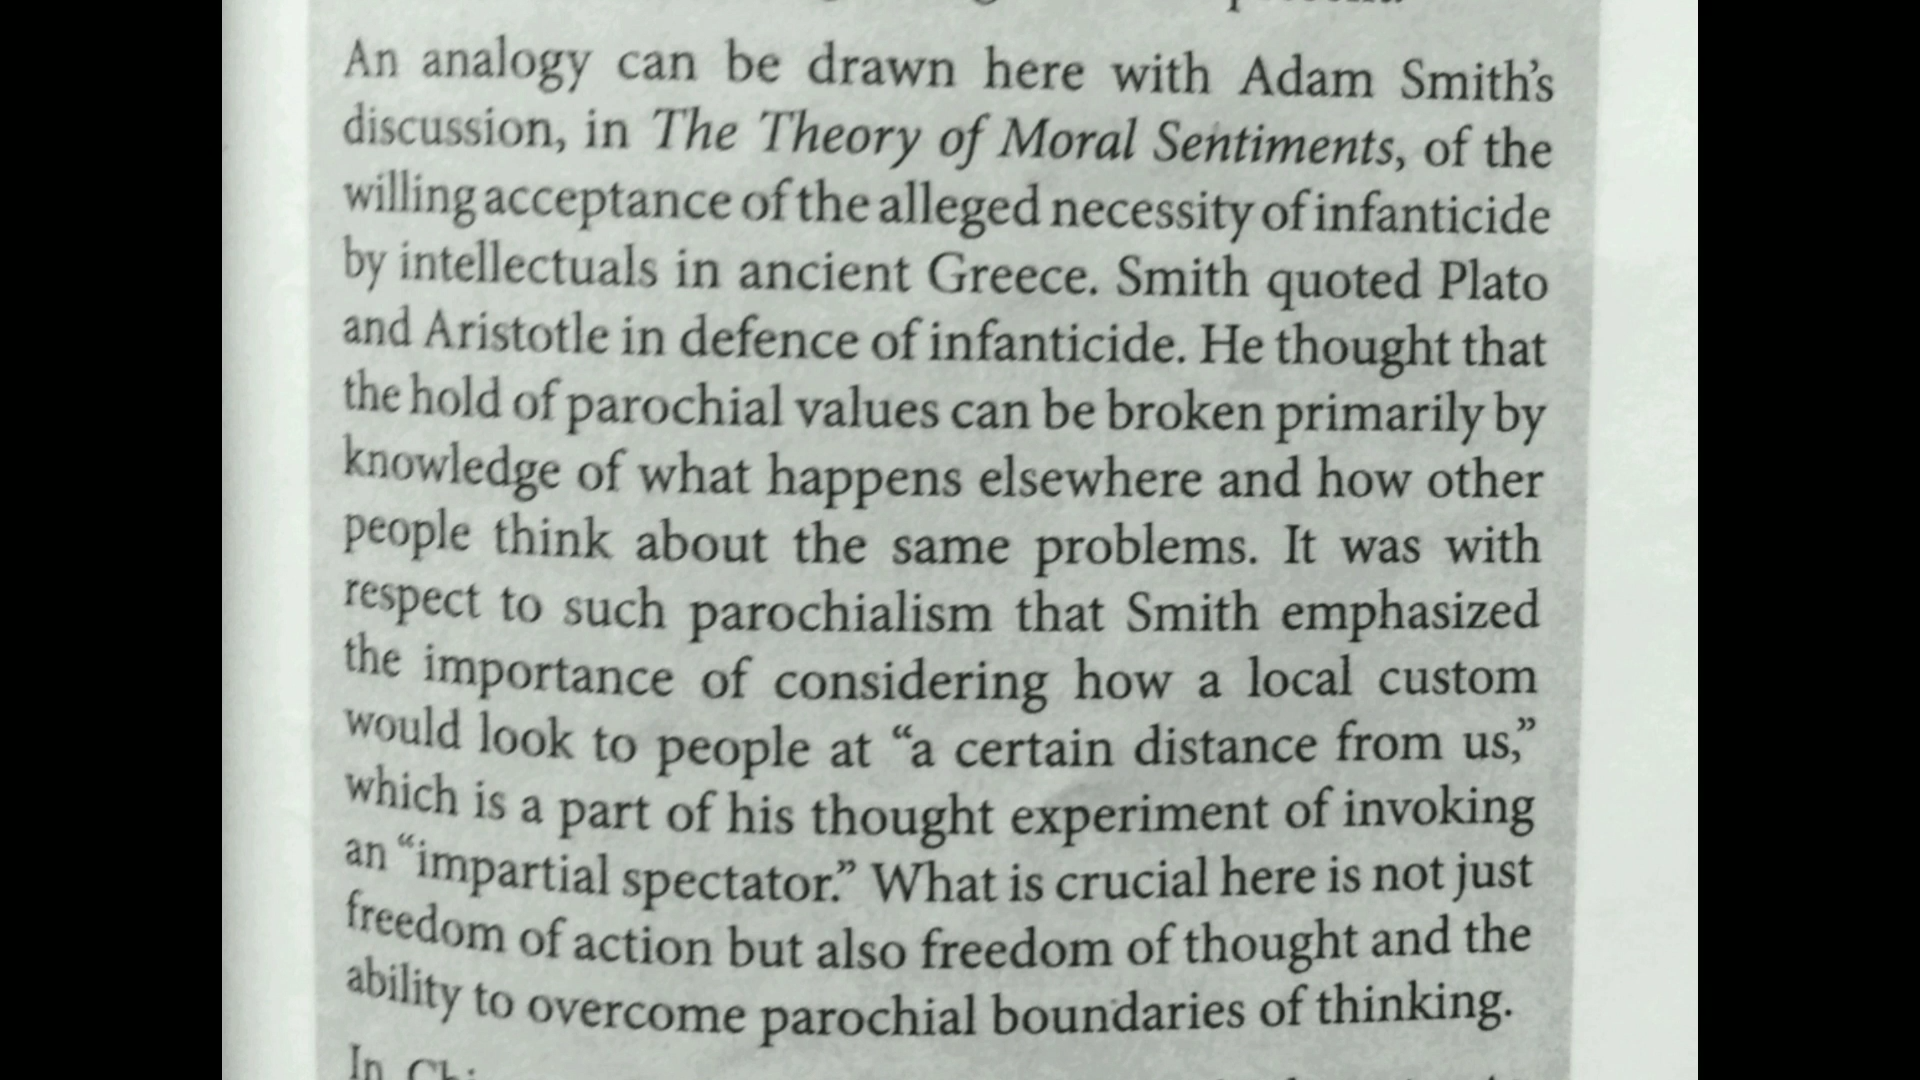 An analogy can be drawn here with Adam Smith's
discussion, in The Theory of Moral Sentiments, of the
willing acceptance of the alleged necessity of infanticide
by intellectuals in ancient Greece. Smith quoted Plato
and Aristotle in defence of infanticide. He thought that
the hold of parochial values can be broken primarily by
knowledge of what happens elsewhere and how other
people think about the same problems. It was with
respect to such parochialism that Smith emphasized
the importance of considering how a local custom
would look to people at “a certain distance from us,”
which is a part of his thought experiment of invoking
an “impartial spectator.” What is crucial here is not just
freedom of action but also freedom of thought and the
ability to overcome parochial boundaries of thinking.
In